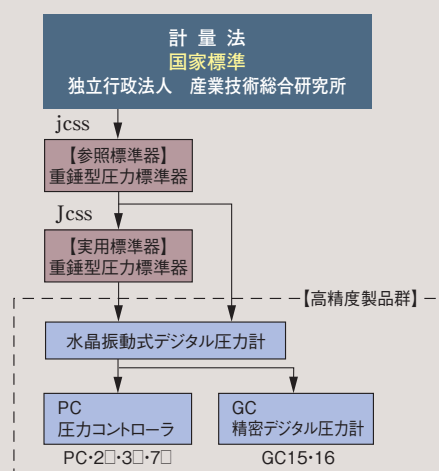 計 量 法
国家標準
独立行政法人　産業技術総合研究所
jcss
【参照標準器】
重錘型圧力標準器
Jcss
【実用標準器】
重錘型圧力標準器
【高精度製品群】
水晶振動式デジタル圧力計
PC
圧力コントローラ
GC
精密デジタル圧力計
PC・2□・3□・7□
GC15・16